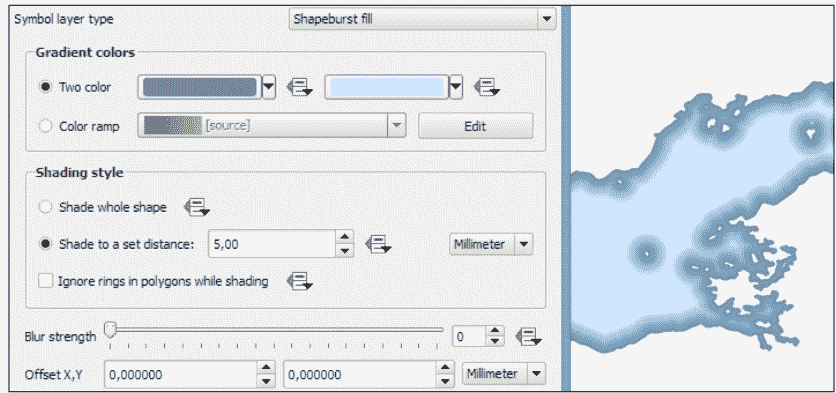 Symbol layer type Shapeburst fill
Gradient colors
Two color
Color ramp [source] Edit
Shading style
Shade whole shape
Shade to a set distance: 5,00 Millimeter
Ignore rings in polygons while shading
Blur strength 0
Offset X,Y 0,000000 0,000000 Millimeter